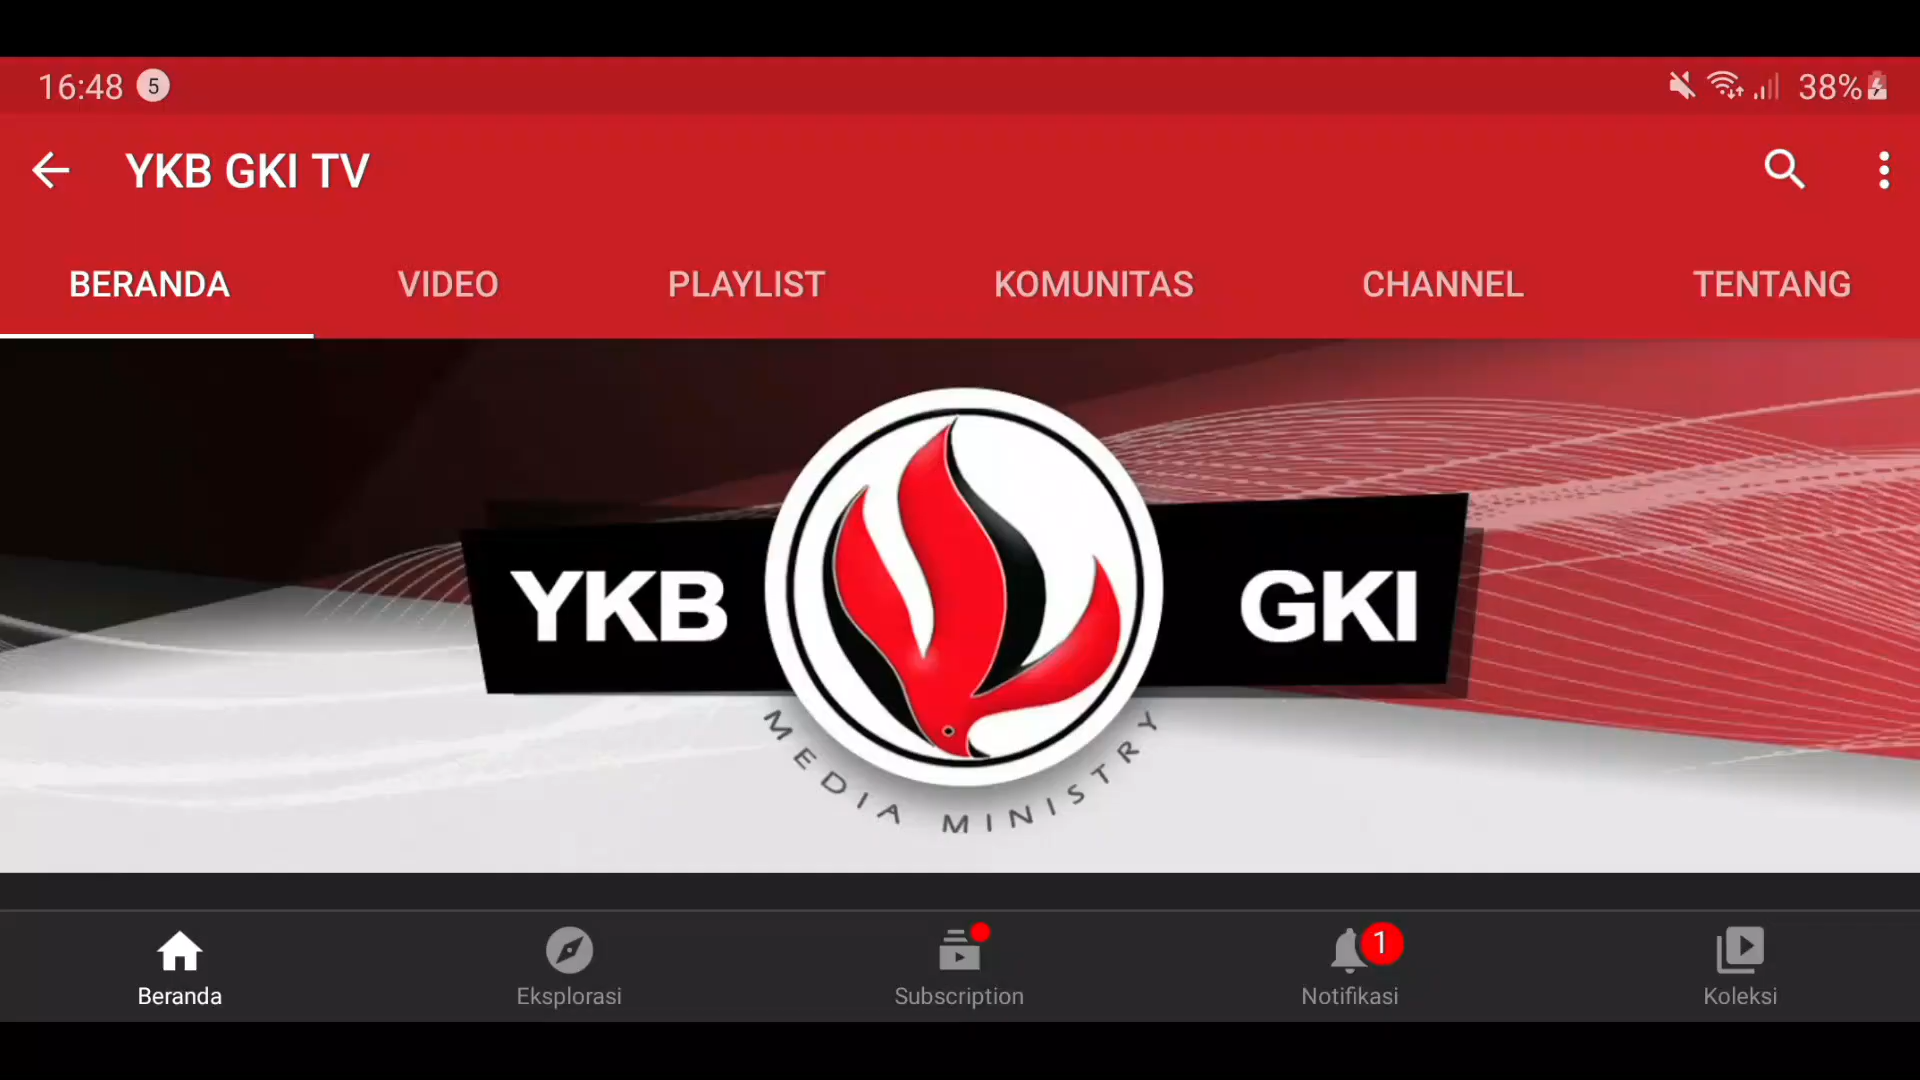 16:48 5 38%
YKB GKI TV
BERANDA VIDEO PLAYLIST KOMUNITAS CHANNEL TENTANG
YKB GKI
MEDIA MINISTRY
1
Beranda Eksplorasi Subscription Notifikasi Koleksi